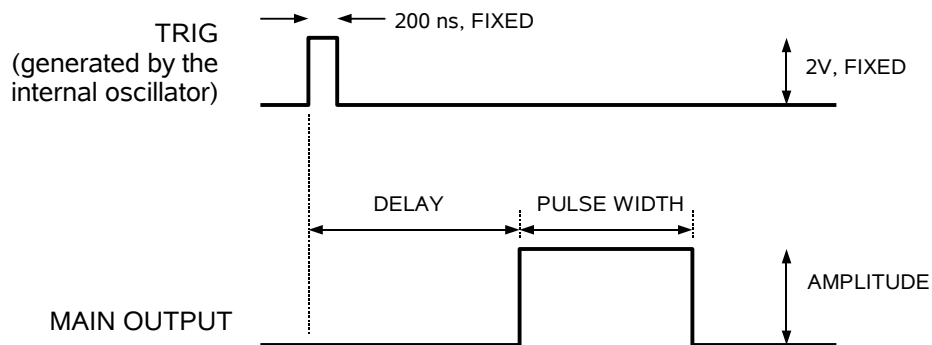 200 ns, FIXED
TRIG
(generated by the
internal oscillator)
2V, FIXED
DELAY
PULSE WIDTH
AMPLITUDE
MAIN OUTPUT